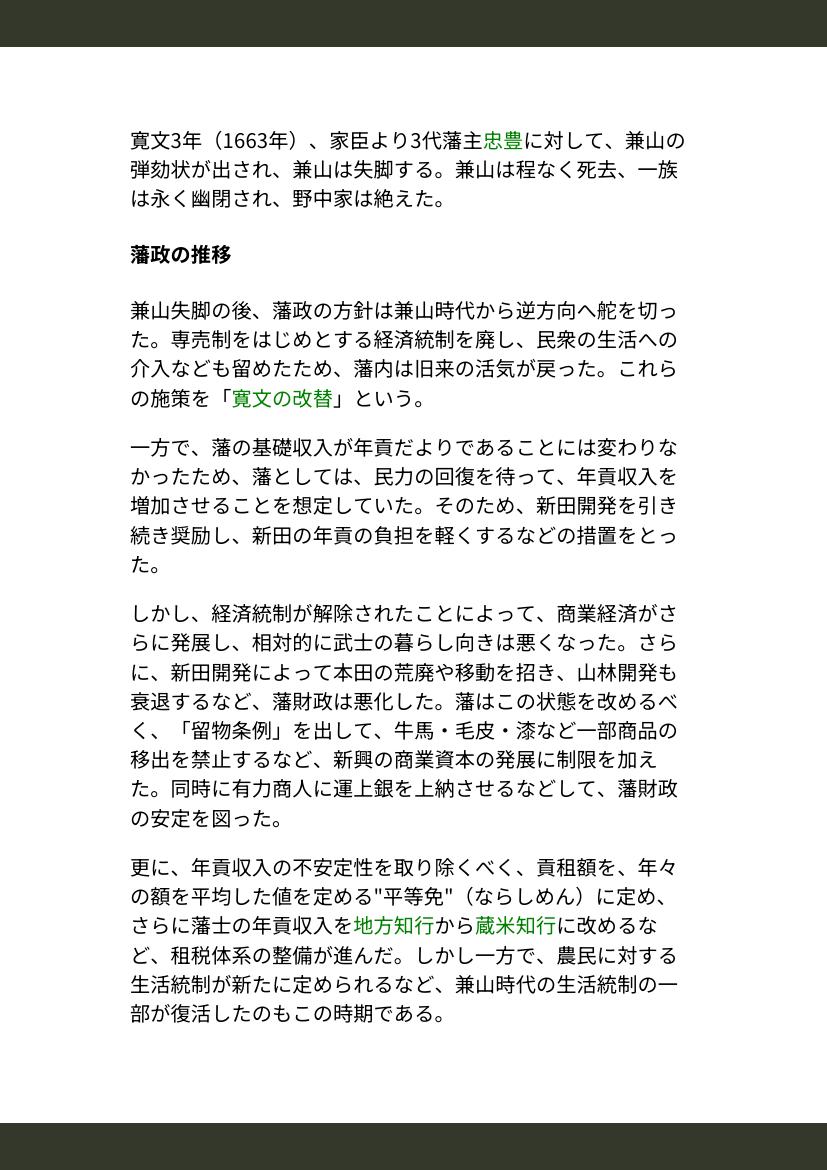 寛文3年（1663年）、家臣より3代藩主忠豊に対して、兼山の
弾劾状が出され、兼山は失脚する。兼山は程なく死去、一族
は永く幽閉され、野中家は絶えた。
藩政の推移
兼山失脚の後、藩政の方針は兼山時代から逆方向へ舵を切っ
た。専売制をはじめとする経済統制を廃し、民衆の生活への
介入なども留めたため、藩内は旧来の活気が戻った。これら
の施策を「寛文の改替」という。
一方で、藩の基礎収入が年貢だよりであることには変わりな
かったため、藩としては、民力の回復を待って、年貢収入を
増加させることを想定していた。そのため、新田開発を引き
続き奨励し、新田の年貢の負担を軽くするなどの措置をとっ
た。
しかし、経済統制が解除されたことによって、商業経済がさ
らに発展し、相対的に武士の暮らし向きは悪くなった。さら
に、新田開発によって本田の荒廃や移動を招き、山林開発も
衰退するなど、藩財政は悪化した。藩はこの状態を改めるべ
く、「留物条例」を出して、牛馬・毛皮・漆など一部商品の
移出を禁止するなど、新興の商業資本の発展に制限を加え
た。同時に有力商人に運上銀を上納させるなどして、藩財政
の安定を図った。
更に、年貢収入の不安定性を取り除くべく、貢租額を、年々
の額を平均した値を定める"平等免"（ならしめん）に定め、
さらに藩士の年貢収入を地方知行から蔵米知行に改めるな
ど、租税体系の整備が進んだ。しかし一方で、農民に対する
生活統制が新たに定められるなど、兼山時代の生活統制の一
部が復活したのもこの時期である。